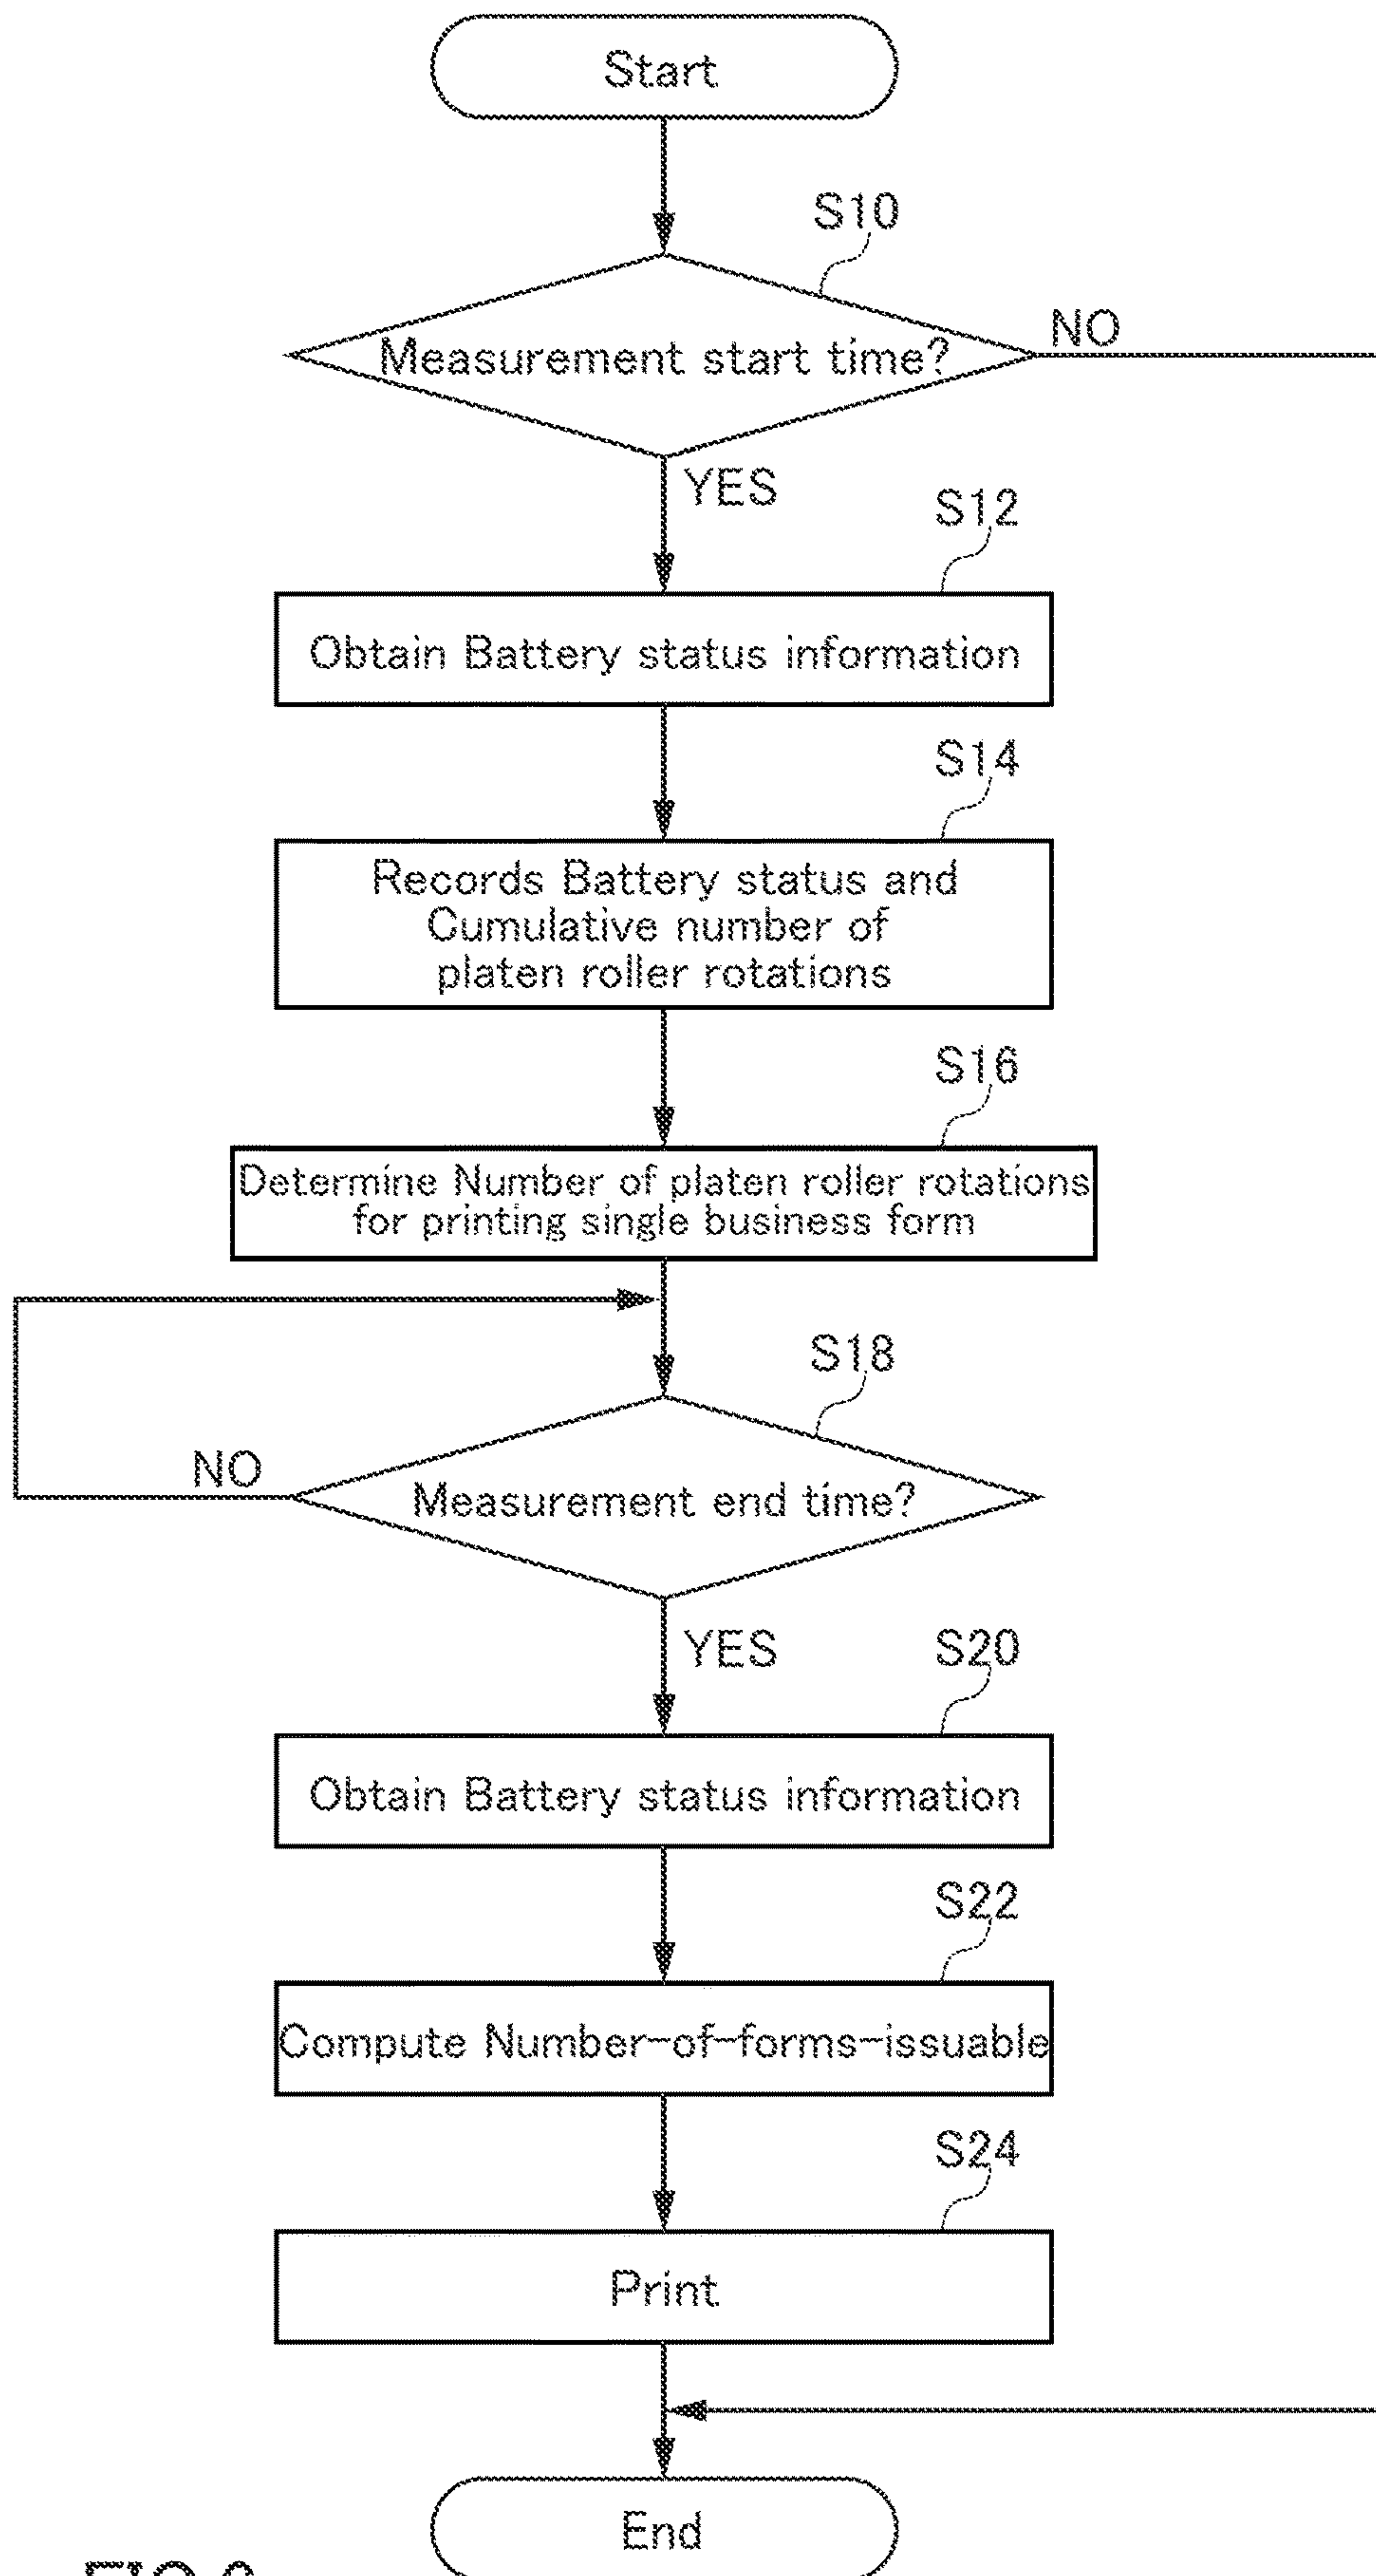 Start
S10
Measurement start time?
NO
YES
S12
Obtain Battery status information
S14
Records Battery status and
Cumulative number of
platen roller rotations
S16
Determine Number of platen roller rotations
for printing single business form
S18
NO
Measurement end time?
YES
S20
Obtain Battery status information
S22
Compute Number-of-forms-issuable
S24
Print
End